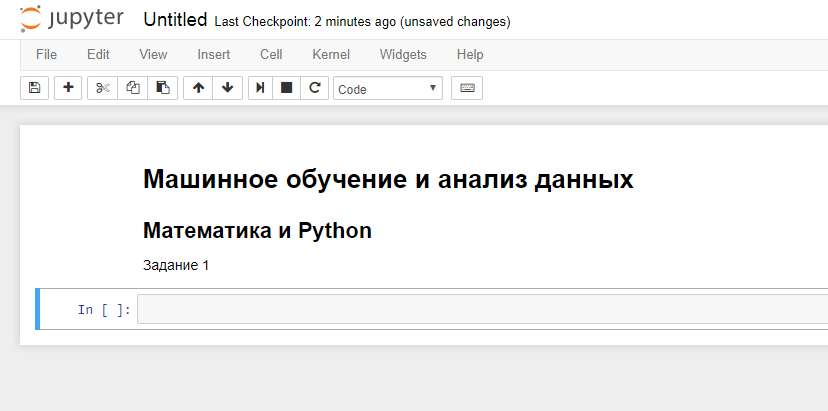 jupyter Untitled Last Checkpoint: 2 minutes ago (unsaved changes)
File Edit View Insert Cell Kernel Widgets Help
Code
Машинное обучение и анализ данных
Математика и Python
Задание 1
In [ ]: